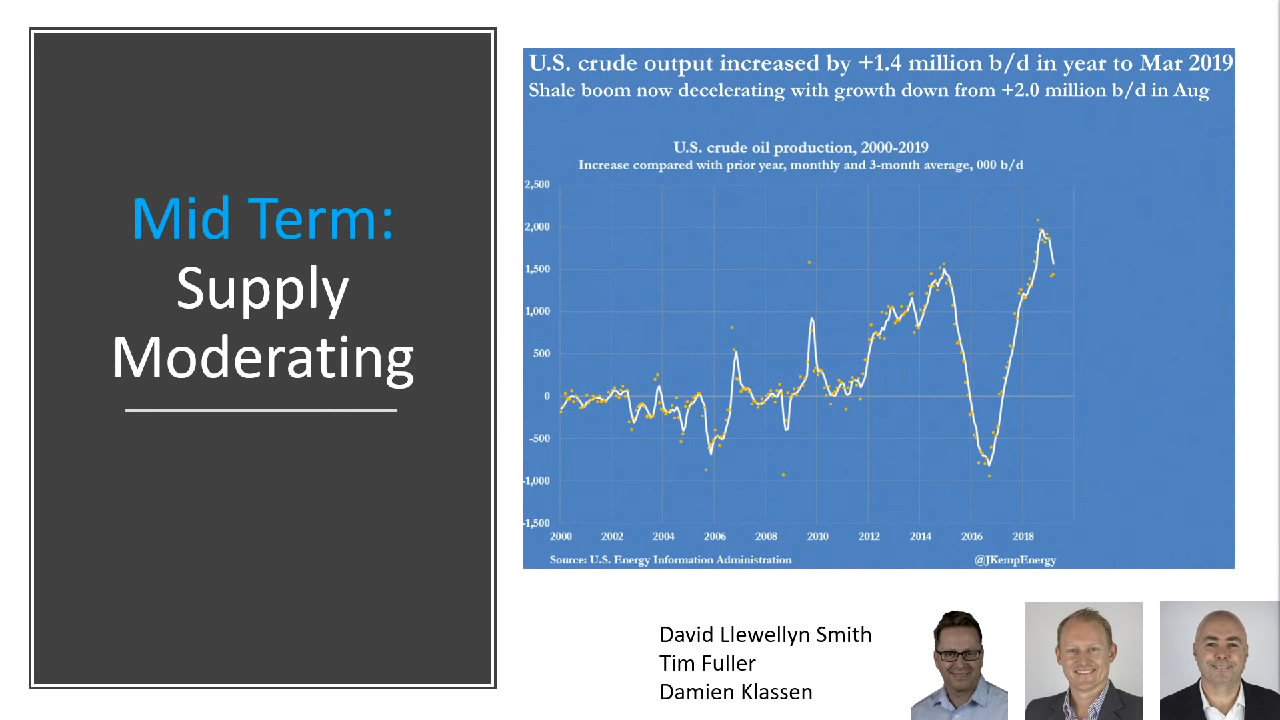 Mid Term:
Supply
Moderating
U.S. crude output increased by +1.4 million b/d in year to Mar 2019
Shale boom now decelerating with growth down from +2.0 million b/d in Aug
U.S. crude oil production, 2000-2019
Increase compared with prior year, monthly and 3-month average, 000 b/d
2,500
2,000
1,500
1,000
500
0
-500
-1,000
-1,500
2000 2002 2004 2006 2008 2010 2012 2014 2016 2018
Source: U.S. Energy Information Administration @JKempEnergy
David Llewellyn Smith
Tim Fuller
Damien Klassen